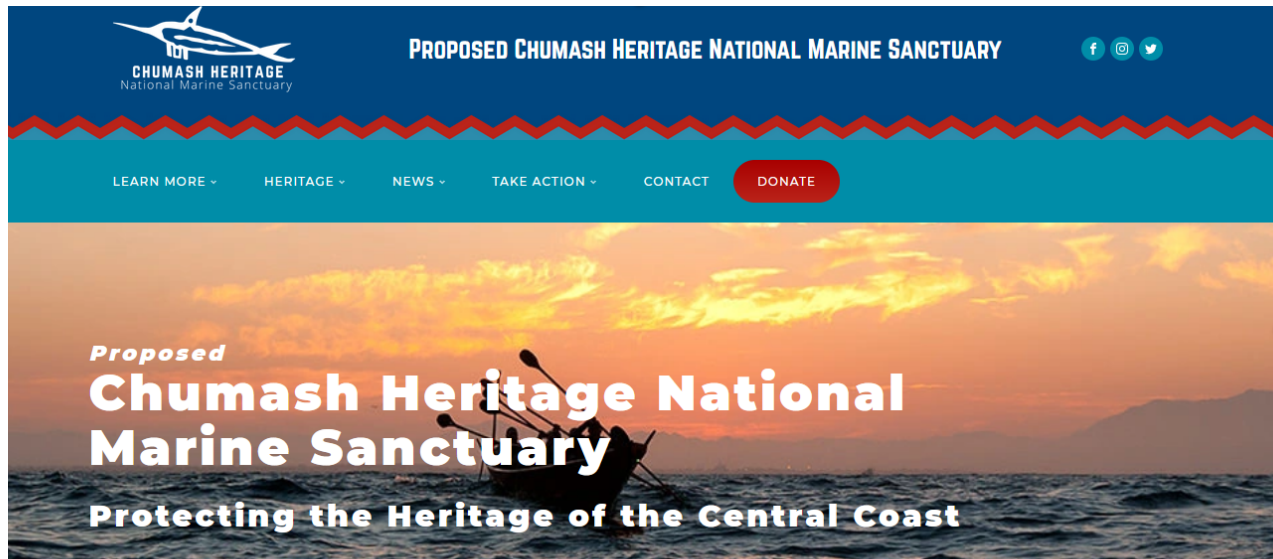 CHUMASH HERITAGE
National Marine Sanctuary
PROPOSED CHUMASH HERITAGE NATIONAL MARINE SANCTUARY
LEARN MORE
HERITAGE
NEWS
TAKE ACTION
CONTACT
DONATE
Proposed
Chumash Heritage National
Marine Sanctuary
Protecting the Heritage of the Central Coast